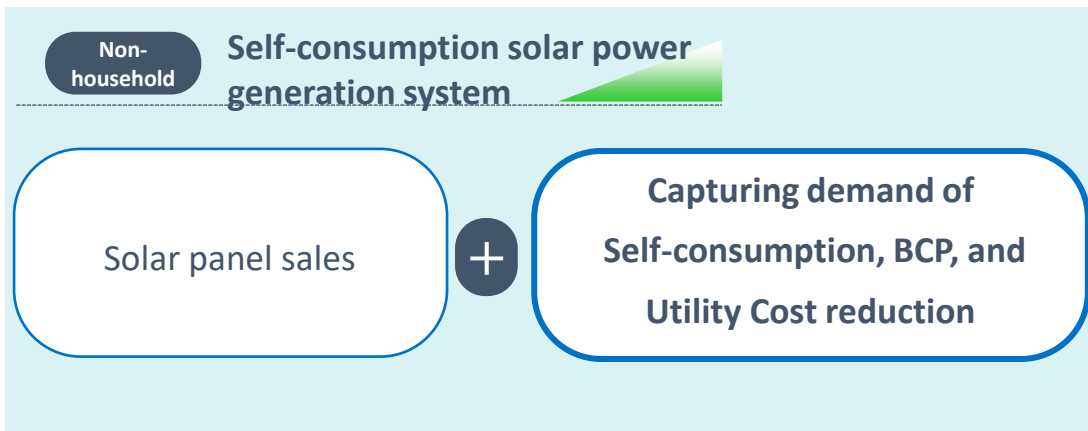 Non-
household
Self-consumption solar power
generation system
Solar panel sales
+
Capturing demand of
Self-consumption, BCP, and
Utility Cost reduction